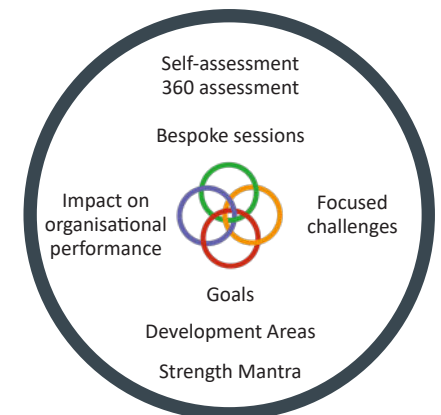 Self-assessment
360 assessment
Bespoke sessions
Impact on
organisational
performance
Focused
challenges
Goals
Development Areas
Strength Mantra